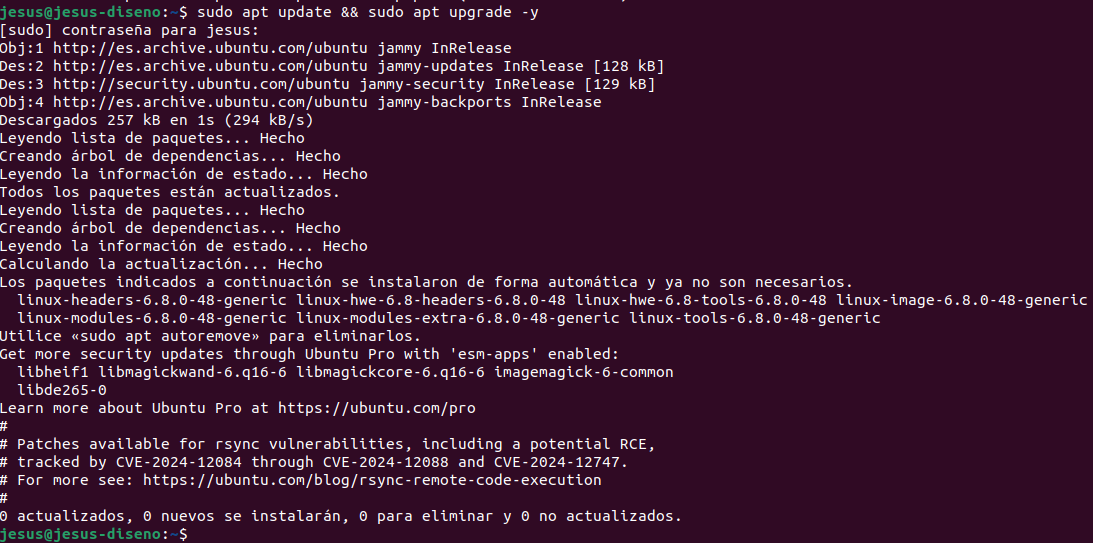 jesus@jesus-diseno:~$ sudo apt update && sudo apt upgrade -y
[sudo] contraseña para jesus:
Obj:1 http://es.archive.ubuntu.com/ubuntu jammy InRelease
Des:2 http://es.archive.ubuntu.com/ubuntu jammy-updates InRelease [128 kB]
Des:3 http://security.ubuntu.com/ubuntu jammy-security InRelease [129 kB]
Obj:4 http://es.archive.ubuntu.com/ubuntu jammy-backports InRelease
Descargados 257 kB en 1s (294 kB/s)
Leyendo lista de paquetes... Hecho
Creando árbol de dependencias... Hecho
Leyendo la información de estado... Hecho
Todos los paquetes están actualizados.
Leyendo lista de paquetes... Hecho
Creando árbol de dependencias... Hecho
Leyendo la información de estado... Hecho
Calculando la actualización... Hecho
Los paquetes indicados a continuación se instalaron de forma automática y ya no son necesarios.
  linux-headers-6.8.0-48-generic linux-hwe-6.8-headers-6.8.0-48 linux-hwe-6.8-tools-6.8.0-48 linux-image-6.8.0-48-generic
  linux-modules-6.8.0-48-generic linux-modules-extra-6.8.0-48-generic linux-tools-6.8.0-48-generic
Utilice «sudo apt autoremove» para eliminarlos.
Get more security updates through Ubuntu Pro with 'esm-apps' enabled:
  libheif1 libmagickwand-6.q16-6 libmagickcore-6.q16-6 imagemagick-6-common
  libde265-0
Learn more about Ubuntu Pro at https://ubuntu.com/pro
#
# Patches available for rsync vulnerabilities, including a potential RCE,
# tracked by CVE-2024-12084 through CVE-2024-12088 and CVE-2024-12747.
# For more see: https://ubuntu.com/blog/rsync-remote-code-execution
#
0 actualizados, 0 nuevos se instalarán, 0 para eliminar y 0 no actualizados.
jesus@jesus-diseno:~$